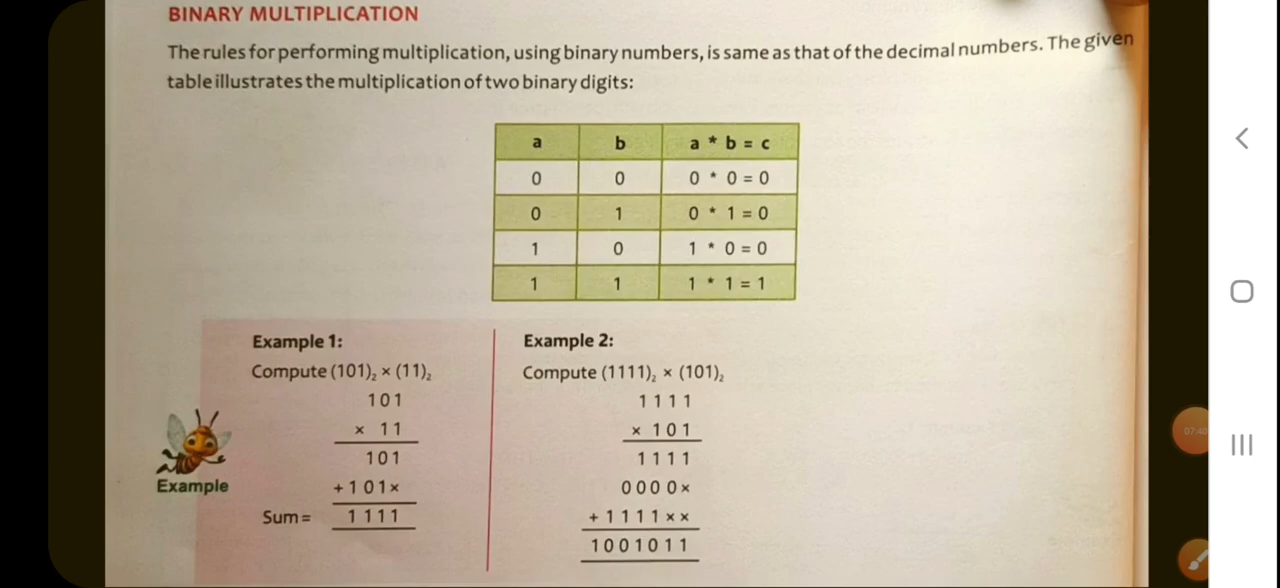 BINARY MULTIPLICATION
The rules for performing multiplication, using binary numbers, is same as that of the decimal numbers. The given
table illustrates the multiplication of two binary digits:
a b a * b = c
0 0 0 * 0 = 0
0 1 0 * 1 = 0
1 0 1 * 0 = 0
1 1 1 * 1 = 1
Example 1:
Compute (101)₂ × (11)₂
101
× 11
101
+101×
Sum = 1111
Example
Example 2:
Compute (1111)₂ × (101)₂
1111
× 101
1111
0000×
+1111××
1001011
07:40